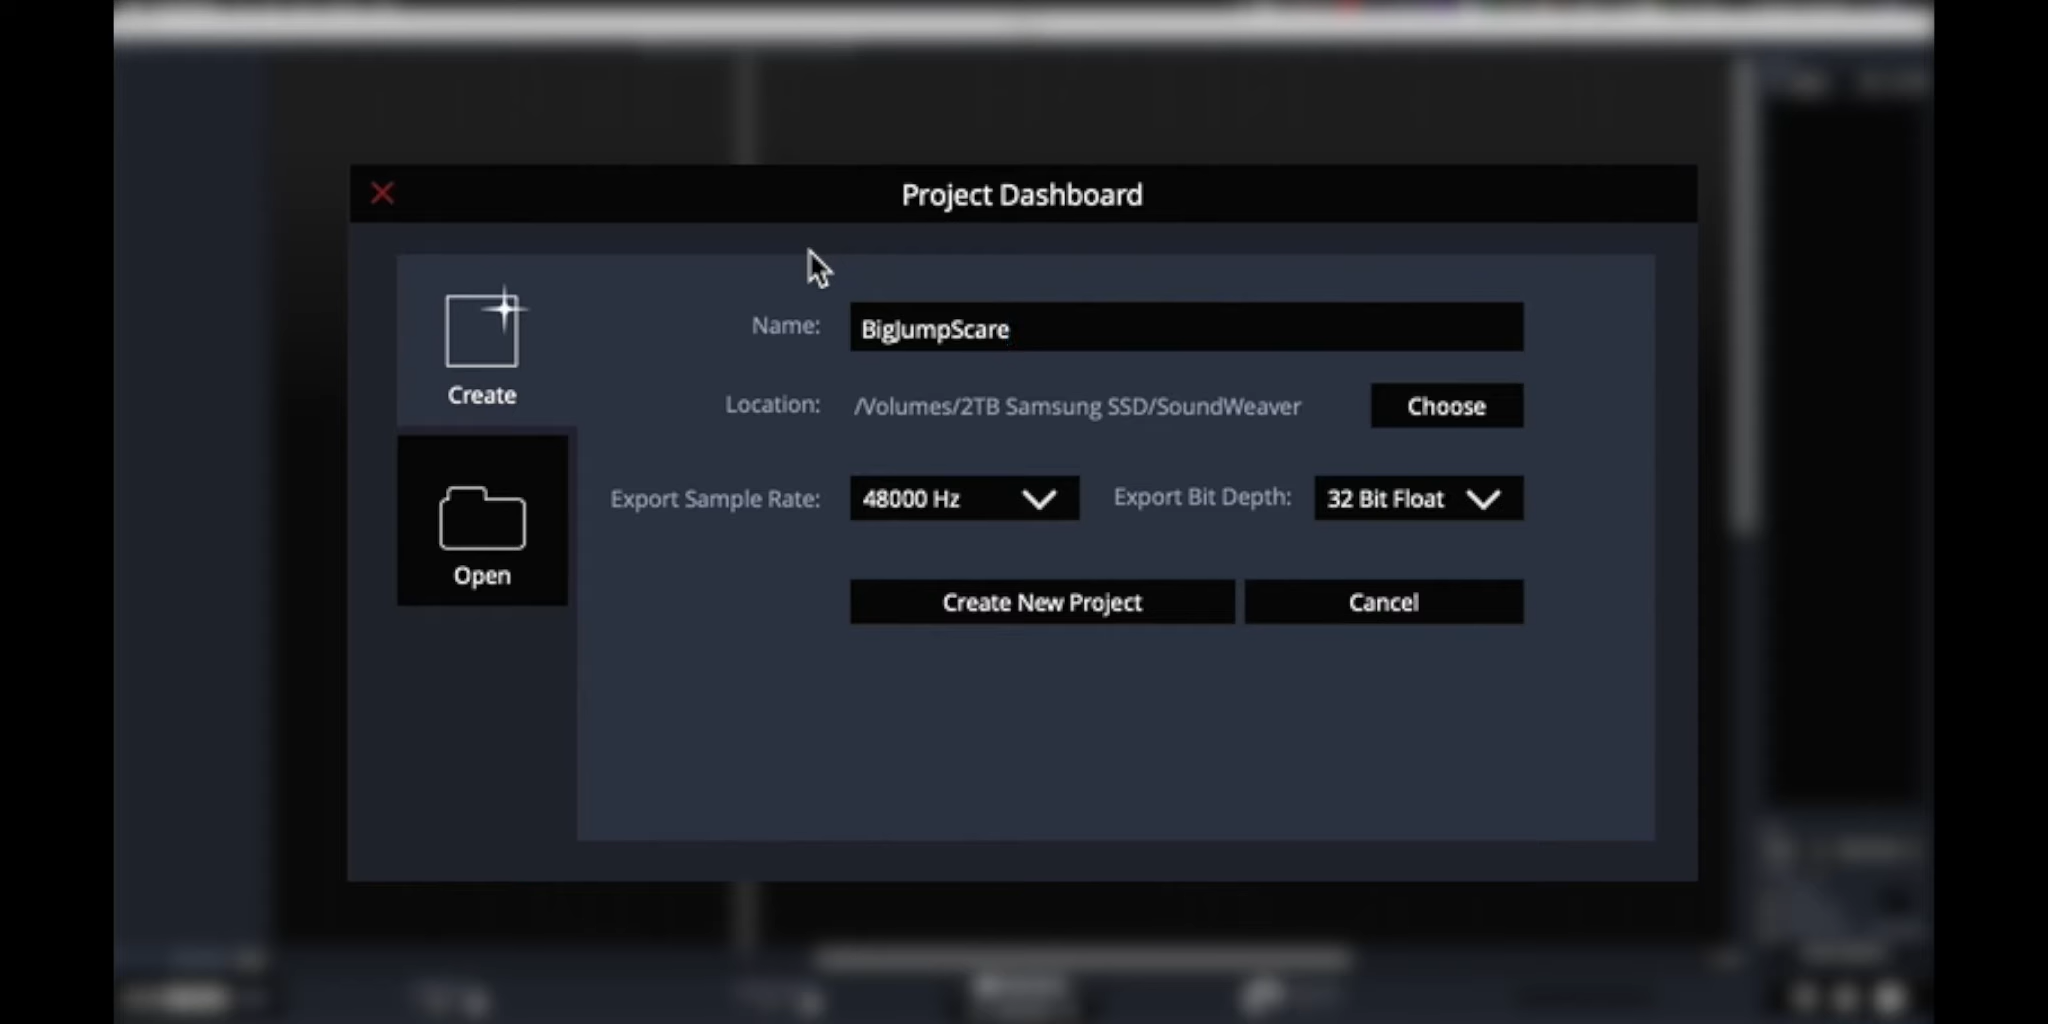 Project Dashboard
Create
Open
Name: BigJumpScare
Location: /Volumes/2TB Samsung SSD/SoundWeaver Choose
Export Sample Rate: 48000 Hz Export Bit Depth: 32 Bit Float
Create New Project Cancel